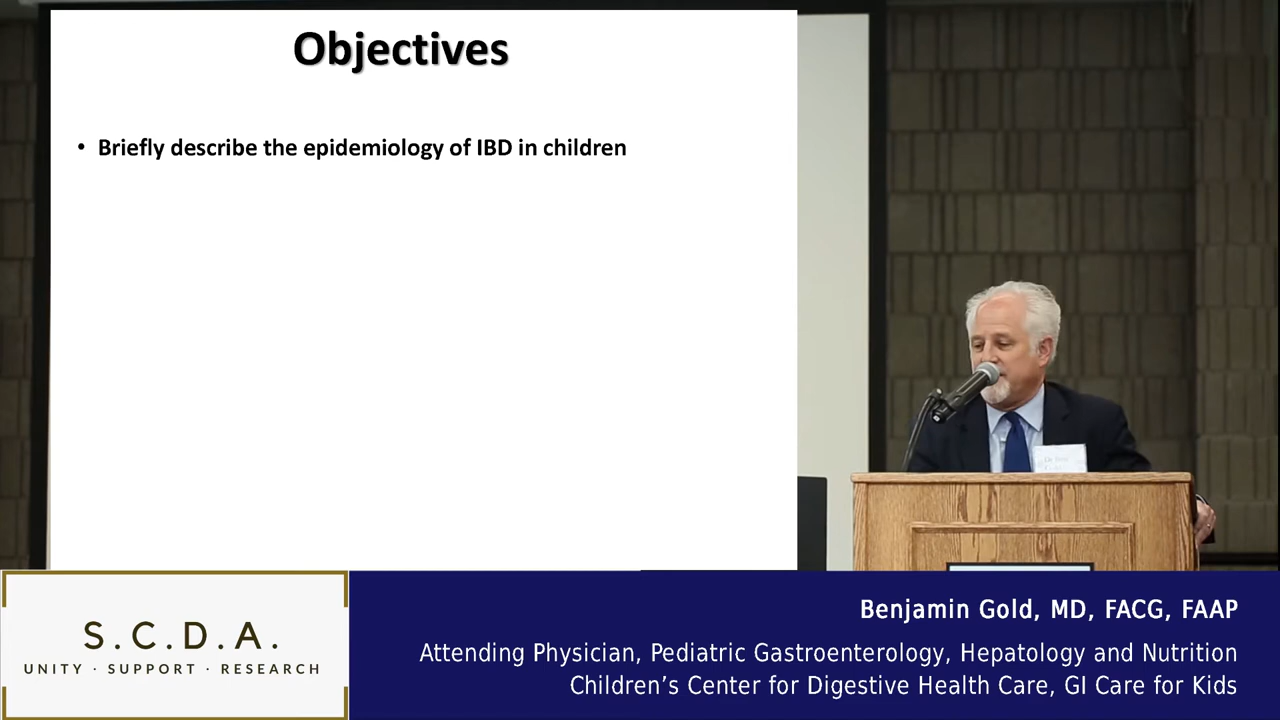 Objectives
• Briefly describe the epidemiology of IBD in children
S.C.D.A.
UNITY · SUPPORT · RESEARCH
Benjamin Gold, MD, FACG, FAAP
Attending Physician, Pediatric Gastroenterology, Hepatology and Nutrition
Children’s Center for Digestive Health Care, GI Care for Kids